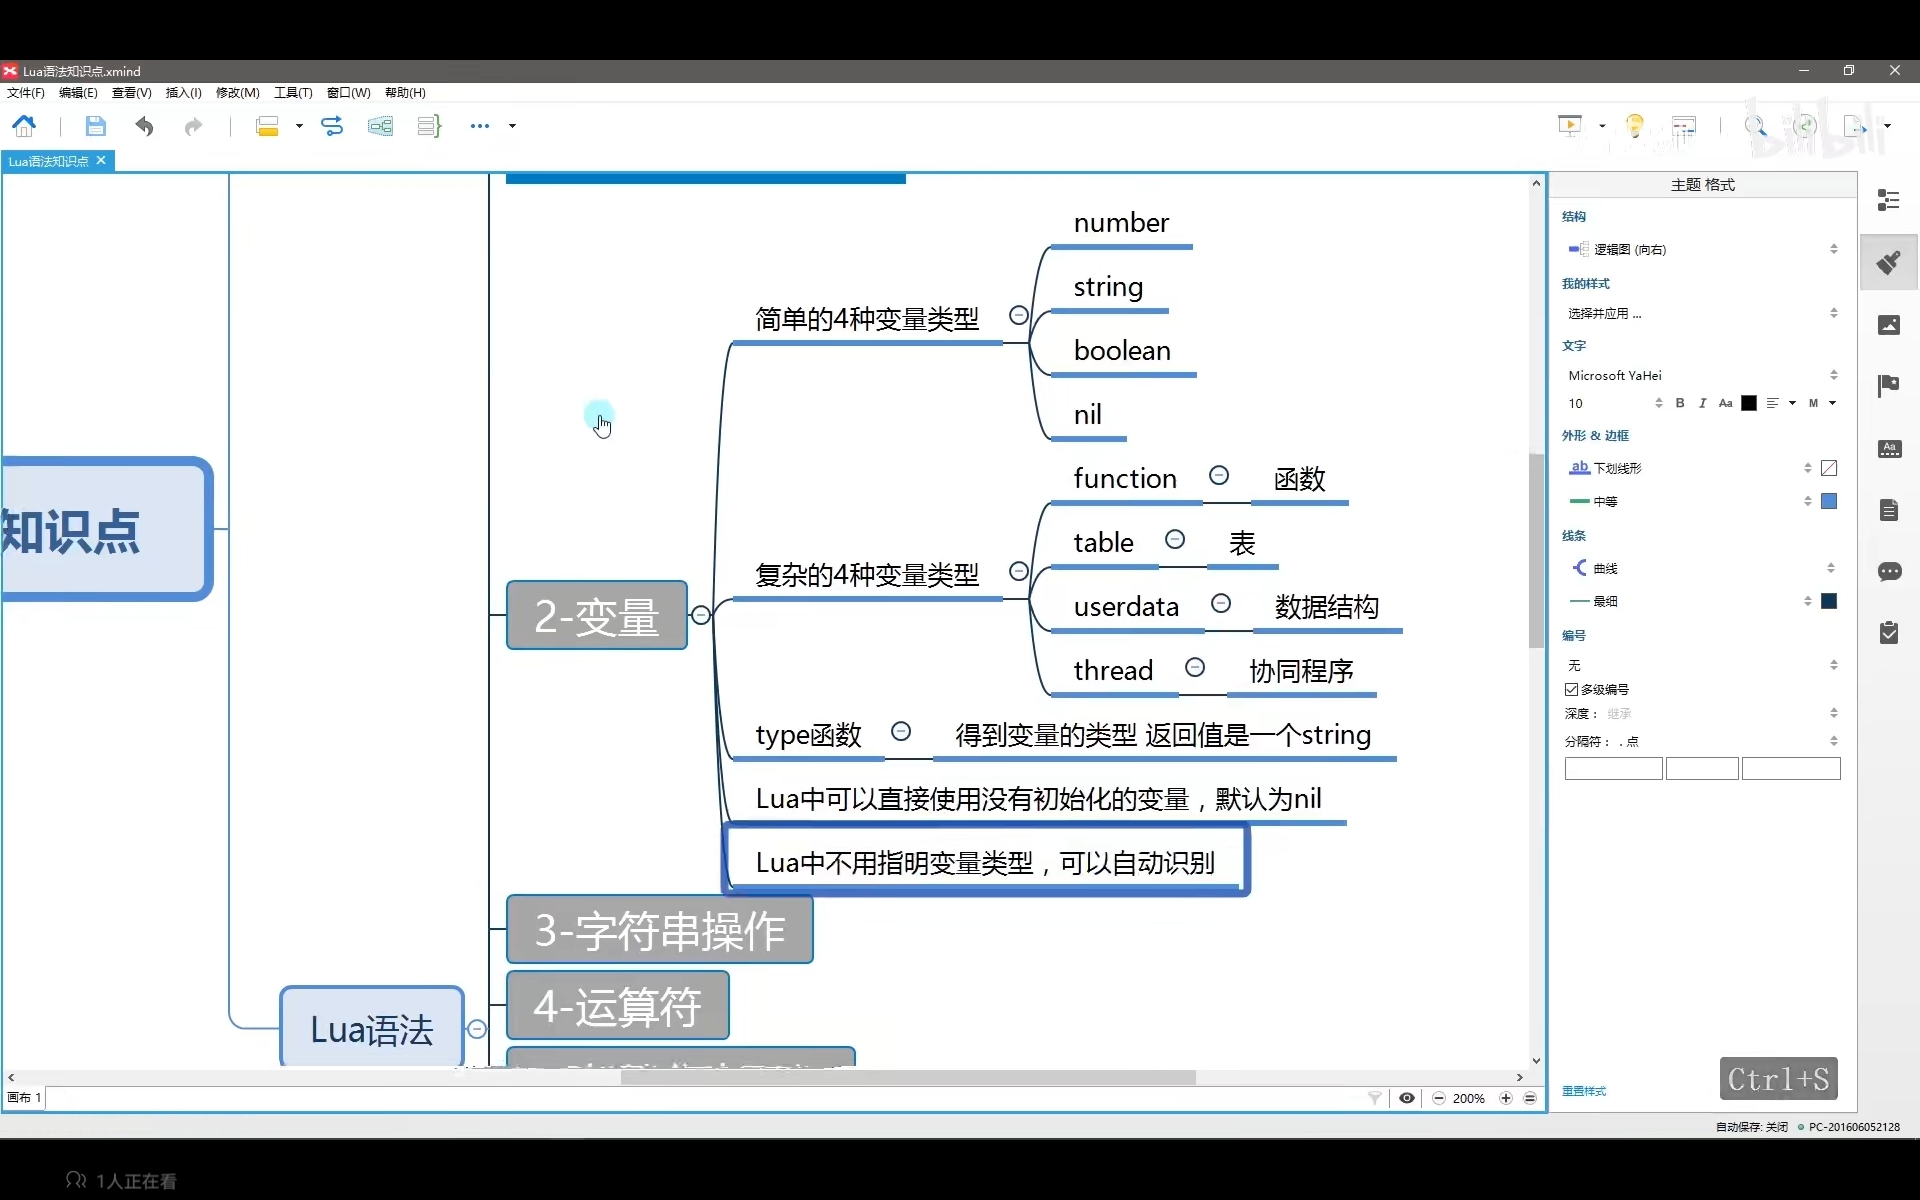 Lua语法知识点.xmind
文件(F) 编辑(E) 查看(V) 插入(I) 修改(M) 工具(T) 窗口(W) 帮助(H)
bilibili
Lua语法知识点
知识点
Lua语法
2-变量
简单的4种变量类型
number
string
boolean
nil
复杂的4种变量类型
function 函数
table 表
userdata 数据结构
thread 协同程序
type函数 得到变量的类型 返回值是一个string
Lua中可以直接使用没有初始化的变量，默认为nil
Lua中不用指明变量类型，可以自动识别
3-字符串操作
4-运算符
主题 格式
结构
逻辑图 (向右)
我的样式
选择并应用 ...
文字
Microsoft YaHei
10 B I Aa M
外形 & 边框
ab 下划线形
中等
线条
曲线
最细
编号
无
多级编号
深度： 继承
分隔符： . 点
重置样式
Ctrl+S
画布 1
200%
自动保存: 关闭 PC-201606052128
1人正在看